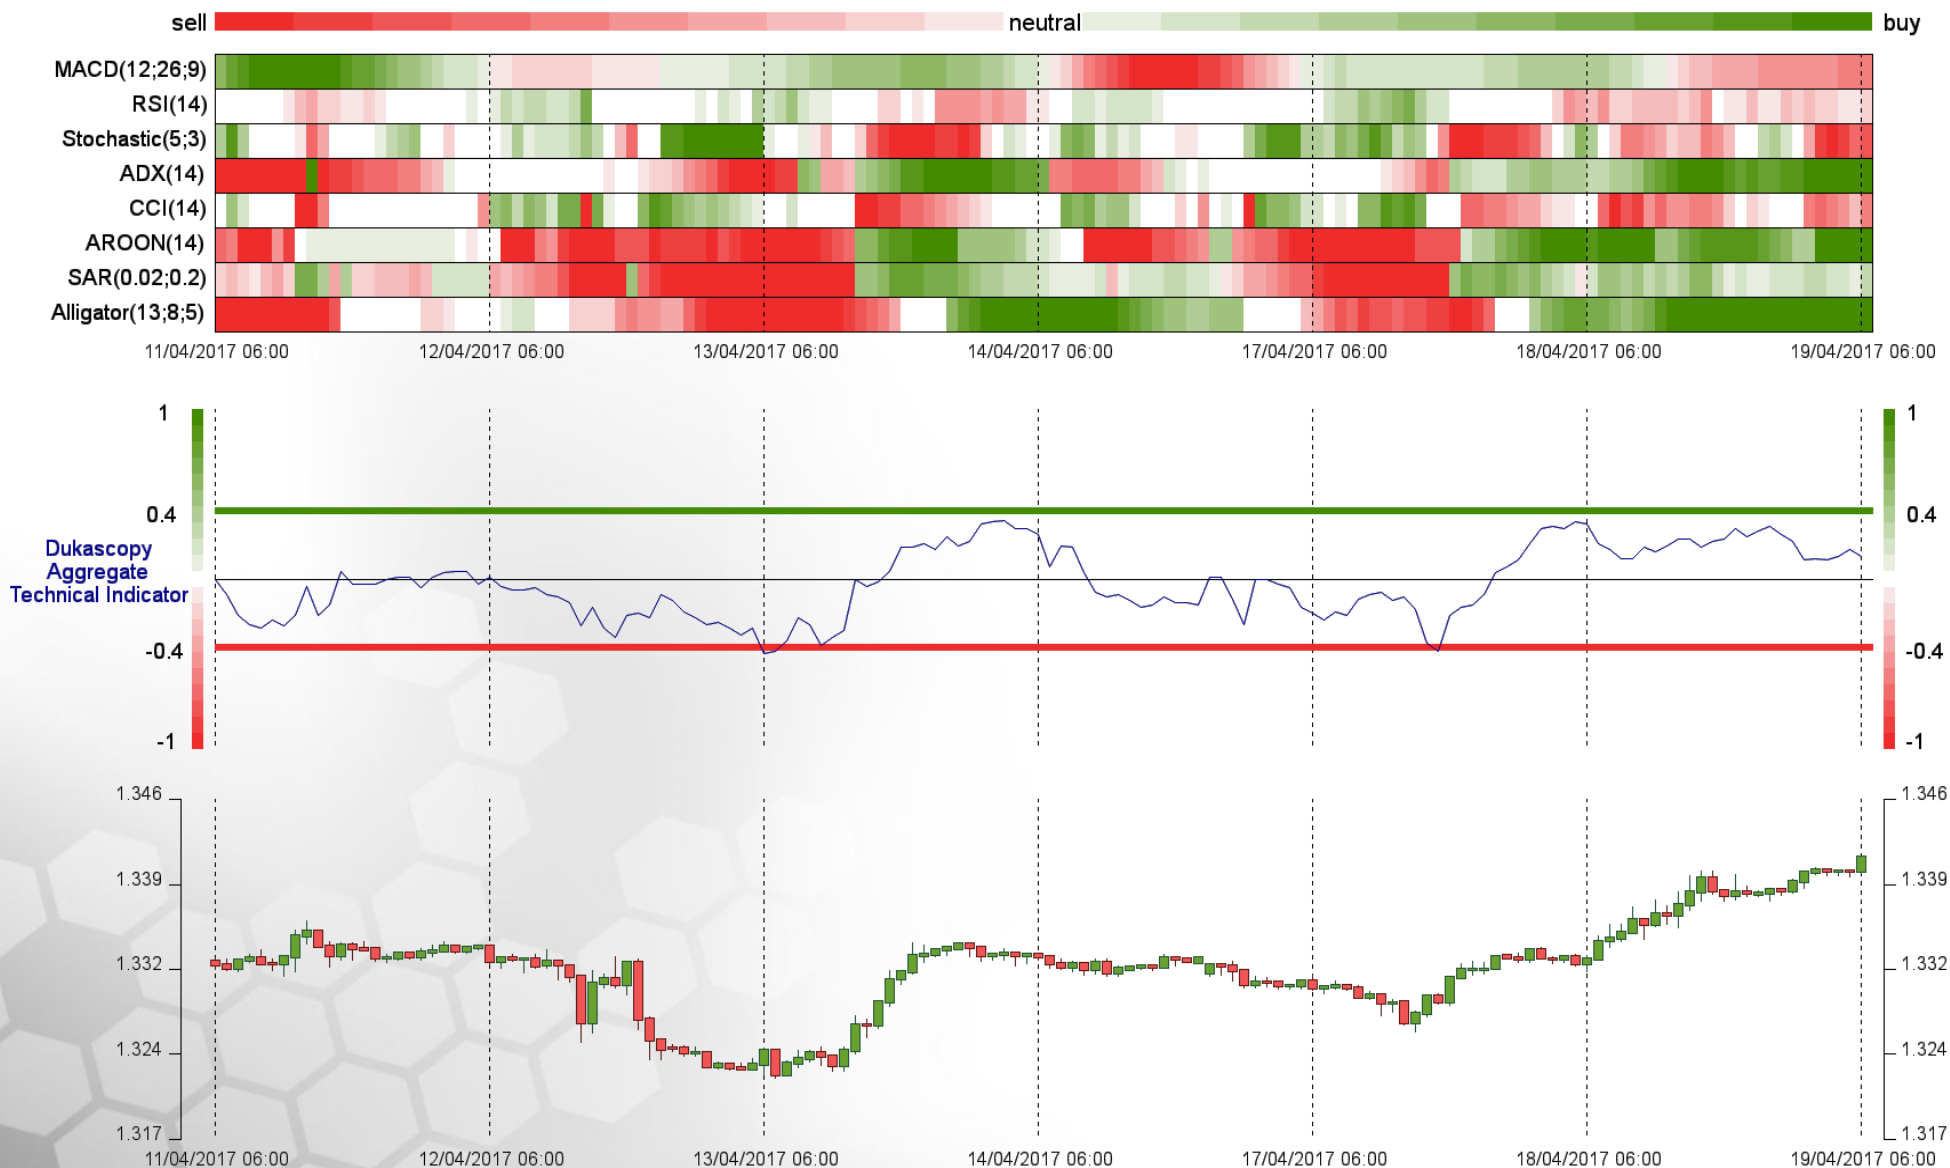 sell neutral buy
MACD(12;26;9)
RSI(14)
Stochastic(5;3)
ADX(14)
CCI(14)
AROON(14)
SAR(0.02;0.2)
Alligator(13;8;5)
11/04/2017 06:00 12/04/2017 06:00 13/04/2017 06:00 14/04/2017 06:00 17/04/2017 06:00 18/04/2017 06:00 19/04/2017 06:00
1 1
0.4 0.4
Dukascopy
Aggregate
Technical Indicator
-0.4 -0.4
-1 -1
1.346 1.346
1.339 1.339
1.332 1.332
1.324 1.324
1.317 1.317
11/04/2017 06:00 12/04/2017 06:00 13/04/2017 06:00 14/04/2017 06:00 17/04/2017 06:00 18/04/2017 06:00 19/04/2017 06:00